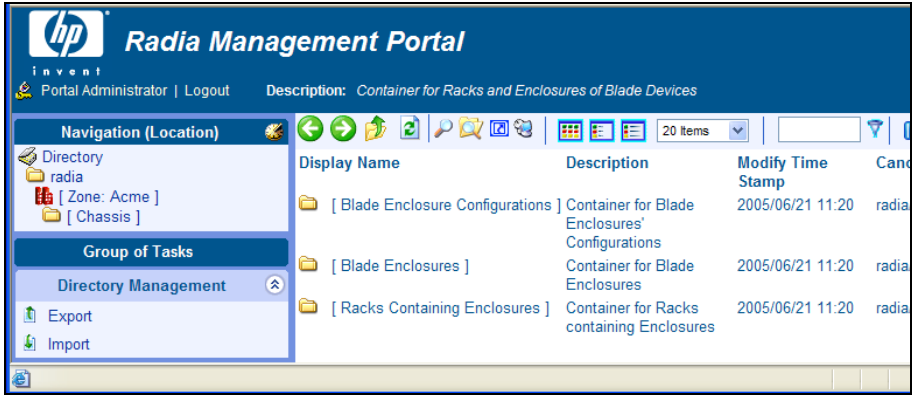 hp
invent
Radia Management Portal
Portal Administrator | Logout
Description: Container for Racks and Enclosures of Blade Devices
Navigation (Location)
Directory
radia
[ Zone: Acme ]
[ Chassis ]
Group of Tasks
Directory Management
Export
Import
20 Items
Display Name Description Modify Time Cano
Stamp
[ Blade Enclosure Configurations ] Container for Blade 2005/06/21 11:20 radia/
Enclosures'
Configurations
[ Blade Enclosures ] Container for Blade 2005/06/21 11:20 radia/
Enclosures
[ Racks Containing Enclosures ] Container for Racks 2005/06/21 11:20 radia/
containing Enclosures